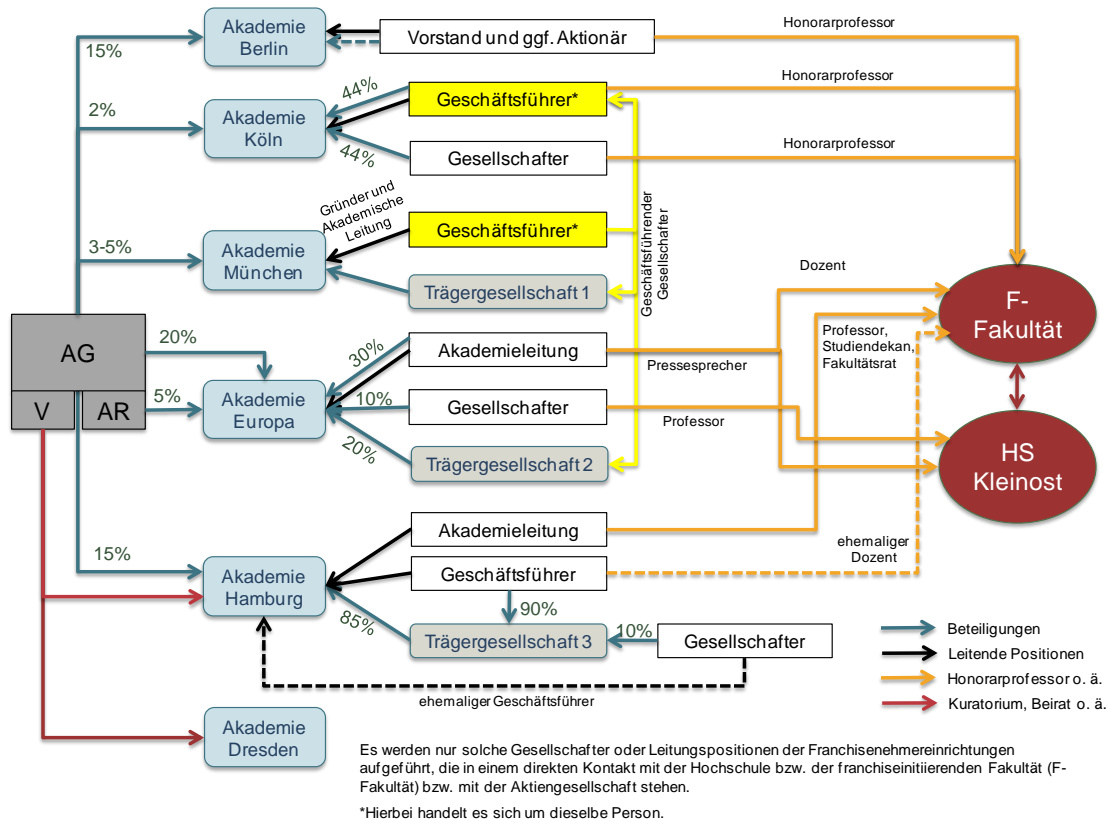 Akademie
Berlin
15%
Vorstand und ggf. Aktionär
Honorarprofessor
2%
Akademie
Köln
44%
44%
Geschäftsführer*
Honorarprofessor
Gesellschafter
Honorarprofessor
Gründer und
Akademische
Leitung
3-5%
Akademie
München
Geschäftsführer*
Trägergesellschaft 1
Geschäftsführender
Gesellschafter
Dozent
F-
Fakultät
AG
V
AR
20%
5%
Akademie
Europa
30%
10%
20%
Akademieleitung
Pressesprecher
Professor,
Studiendekan,
Fakultätsrat
Gesellschafter
Professor
Trägergesellschaft 2
HS
Kleinost
15%
Akademie
Hamburg
Akademieleitung
Geschäftsführer
ehemaliger
Dozent
90%
85%
Trägergesellschaft 3
10%
Gesellschafter
ehemaliger Geschäftsführer
Beteiligungen
Leitende Positionen
Honorarprofessor o. ä.
Kuratorium, Beirat o. ä.
Akademie
Dresden
Es werden nur solche Gesellschafter oder Leitungspositionen der Franchisenehmereinrichtungen
aufgeführt, die in einem direkten Kontakt mit der Hochschule bzw. der franchiseinitiierenden Fakultät (F-
Fakultät) bzw. mit der Aktiengesellschaft stehen.
*Hierbei handelt es sich um dieselbe Person.